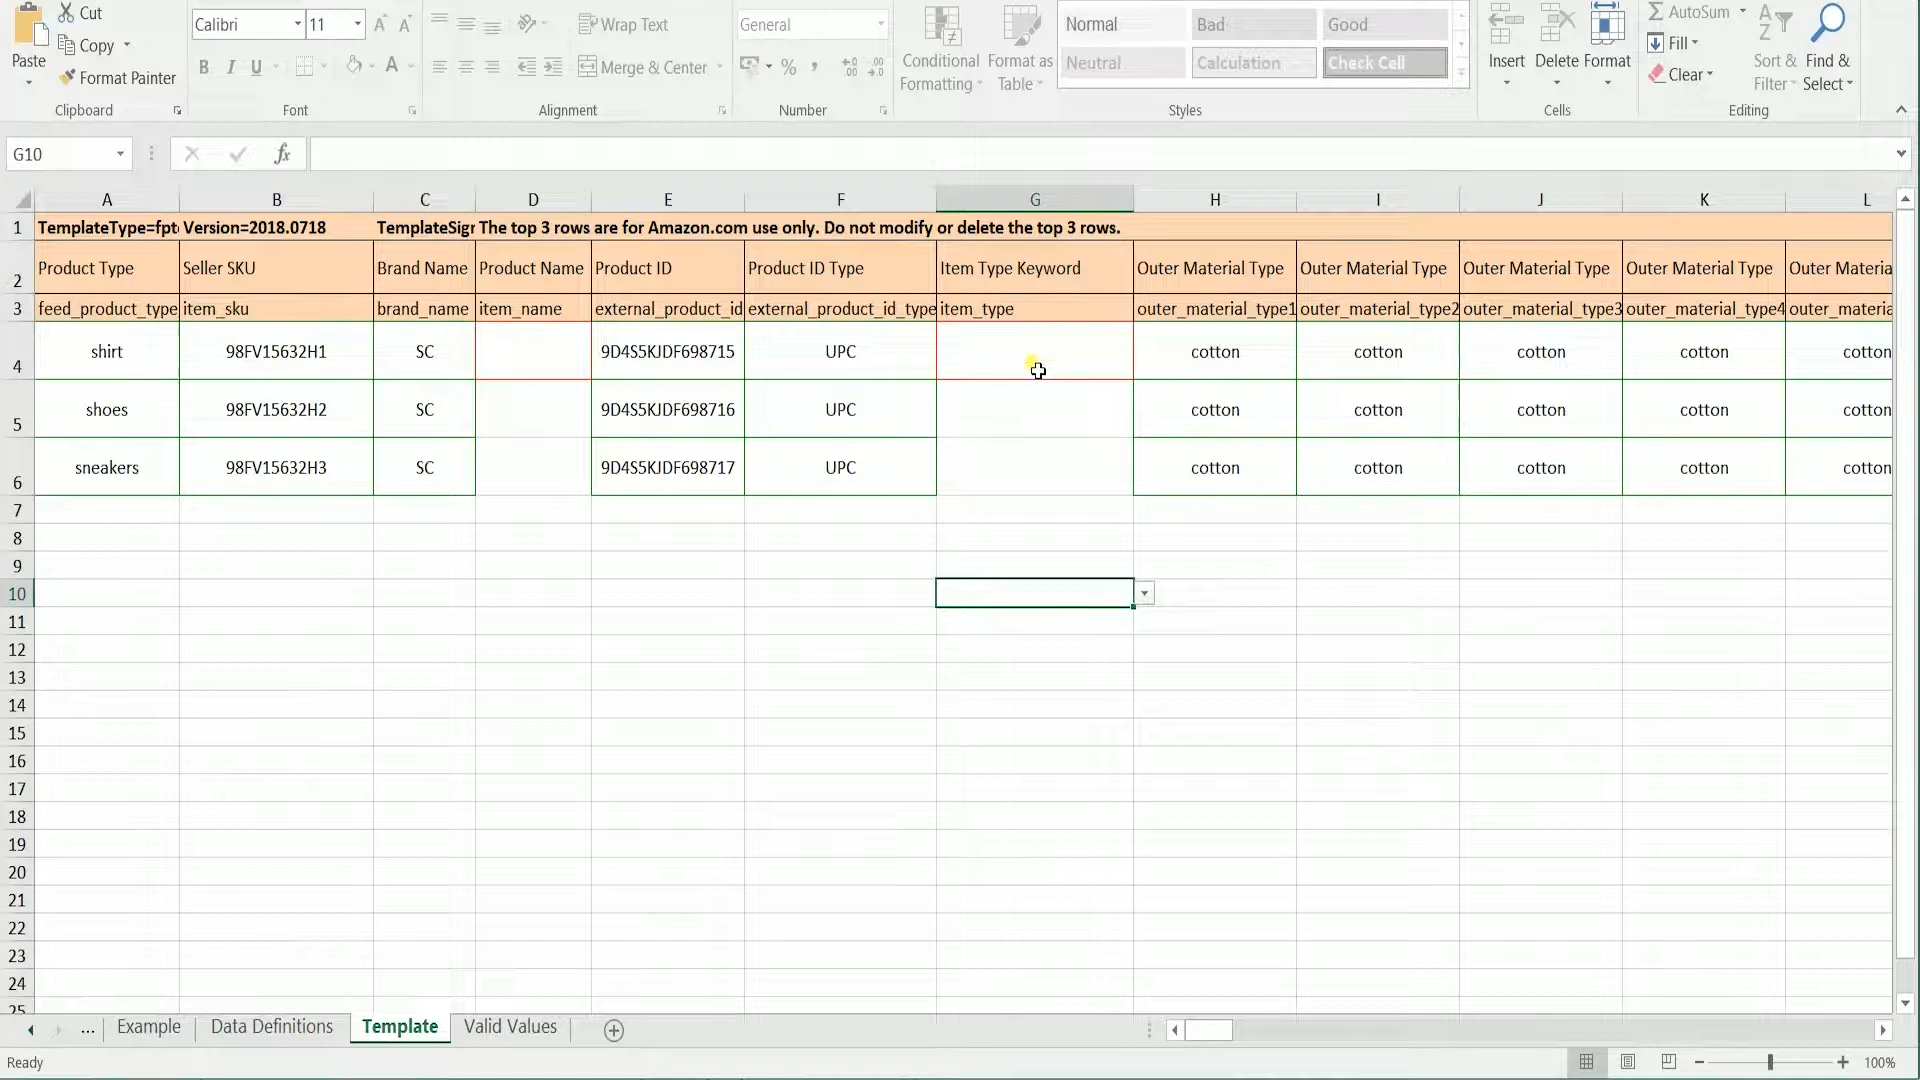 Cut
Copy
Format Painter
Paste
Clipboard
Calibri 11
B I U
Font
Wrap Text
Merge & Center
Alignment
General
%
Number
Conditional Formatting
Format as Table
Normal Bad Good
Neutral Calculation Check Cell
Styles
Insert Delete Format
Cells
AutoSum
Fill
Clear
Sort & Filter
Find & Select
Editing
G10 fx
A B C D E F G H I J K L
1 TemplateType=fpt Version=2018.0718 TemplateSigr The top 3 rows are for Amazon.com use only. Do not modify or delete the top 3 rows.
2 Product Type Seller SKU Brand Name Product Name Product ID Product ID Type Item Type Keyword Outer Material Type Outer Material Type Outer Material Type Outer Material Type Outer Materia
3 feed_product_type item_sku brand_name item_name external_product_id external_product_id_type item_type outer_material_type1 outer_material_type2 outer_material_type3 outer_material_type4 outer_materia
4 shirt 98FV15632H1 SC 9D4S5KJDF698715 UPC cotton cotton cotton cotton cotton
5 shoes 98FV15632H2 SC 9D4S5KJDF698716 UPC cotton cotton cotton cotton cotton
6 sneakers 98FV15632H3 SC 9D4S5KJDF698717 UPC cotton cotton cotton cotton cotton
7
8
9
10
11
12
13
14
15
16
17
18
19
20
21
22
23
24
25
... Example Data Definitions Template Valid Values
Ready 100%